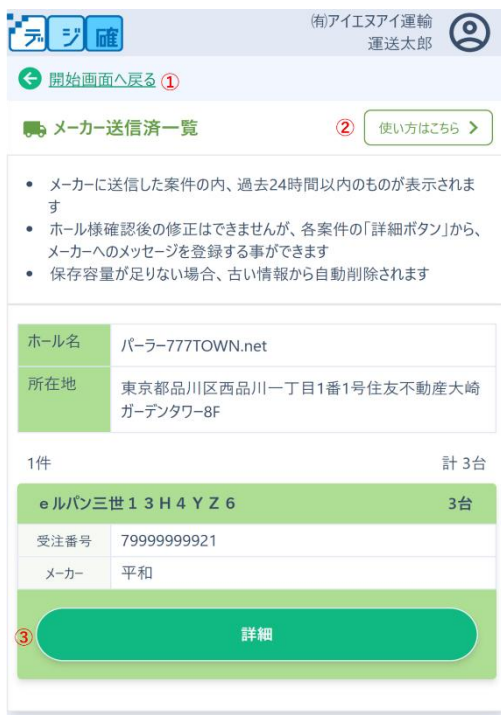 デジ確
㈲アイエヌアイ運輸
運送太郎
開始画面へ戻る ①
メーカー送信済一覧 ② 使い方はこちら
• メーカーに送信した案件の内、過去24時間以内のものが表示されま
す
• ホール様確認後の修正はできませんが、各案件の「詳細ボタン」から、
メーカーへのメッセージを登録する事ができます
• 保存容量が足りない場合、古い情報から自動削除されます
ホール名 パーラー777TOWN.net
所在地 東京都品川区西品川一丁目1番1号住友不動産大崎
ガーデンタワー8F
1件 計 3台
eルパン三世13H4YZ6 3台
受注番号 79999999921
メーカー 平和
③ 詳細